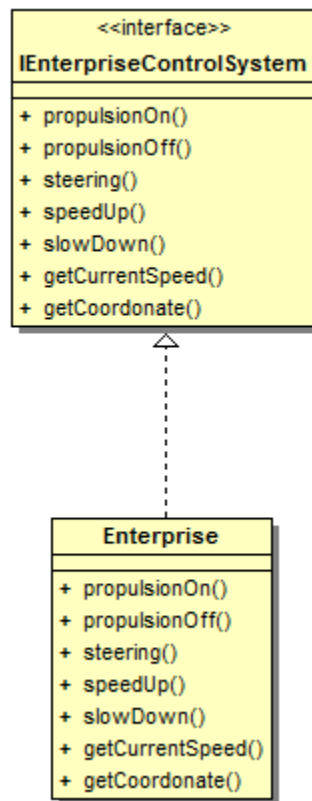 <<interface>>
IEnterpriseControlSystem
+ propulsionOn()
+ propulsionOff()
+ steering()
+ speedUp()
+ slowDown()
+ getCurrentSpeed()
+ getCoordonate()
Enterprise
+ propulsionOn()
+ propulsionOff()
+ steering()
+ speedUp()
+ slowDown()
+ getCurrentSpeed()
+ getCoordonate()